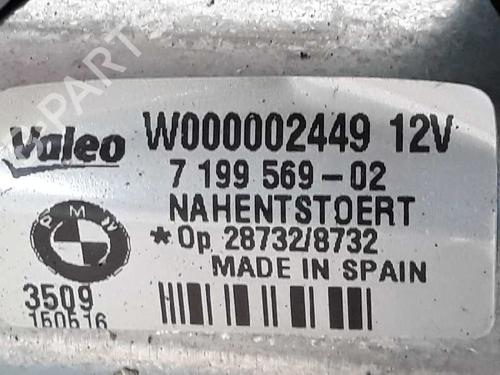 Valeo W000002449 12V
7 199 569-02
NAHENTSTOERT
BMW *Op 28732/8732
MADE IN SPAIN
3509
160516